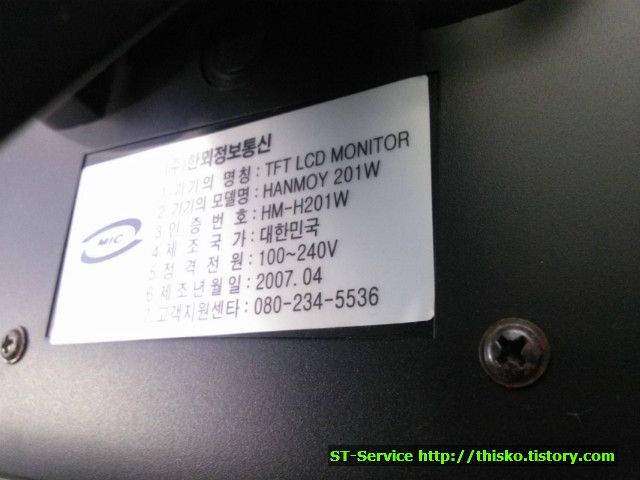 (주)한뫼정보통신
1. 기기의 명칭 : TFT LCD MONITOR
2. 기기의 모델명 : HANMOY 201W
3. 인증번호 : HM-H201W
4. 제조국가 : 대한민국
5. 정격전원 : 100~240V
6. 제조년월일 : 2007. 04
7. 고객지원센타 : 080-234-5536
MIC
ST-Service http://thisko.tistory.com